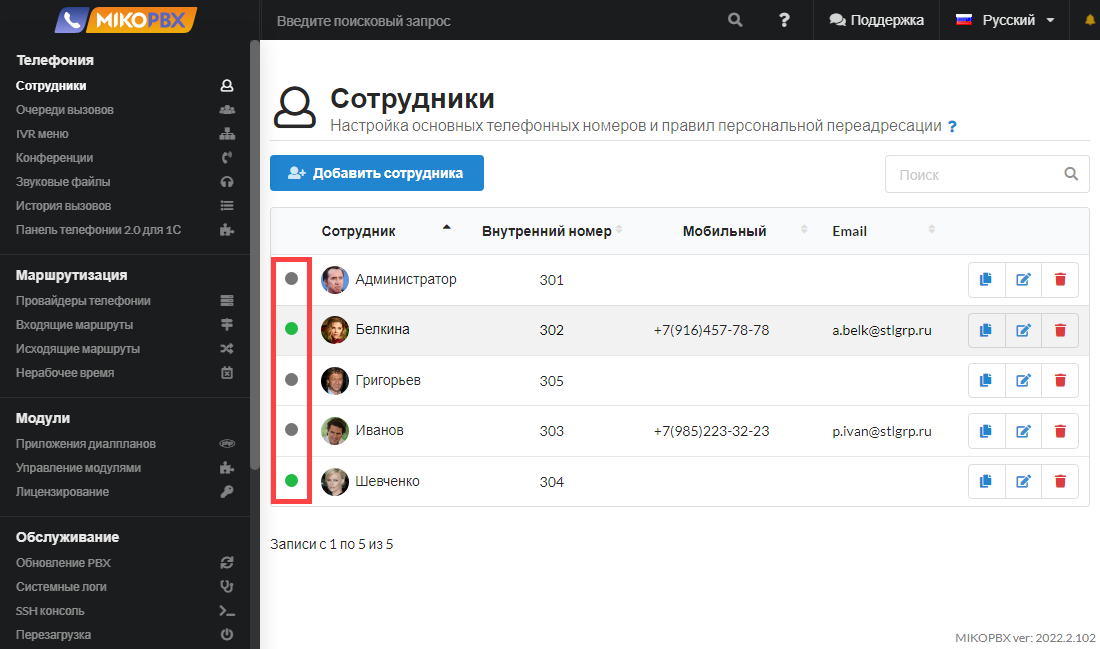 MIKOPBX
Введите поисковый запрос
?
Поддержка
Русский
Телефония
Сотрудники
Очереди вызовов
IVR меню
Конференции
Звуковые файлы
История вызовов
Панель телефонии 2.0 для 1С
Маршрутизация
Провайдеры телефонии
Входящие маршруты
Исходящие маршруты
Нерабочее время
Модули
Приложения диалпланов
Управление модулями
Лицензирование
Обслуживание
Обновление PBX
Системные логи
SSH консоль
Перезагрузка
Сотрудники
Настройка основных телефонных номеров и правил персональной переадресации ?
Добавить сотрудника
Поиск
Сотрудник Внутренний номер Мобильный Email
Администратор 301
Белкина 302 +7(916)457-78-78 a.belk@stlgrp.ru
Григорьев 305
Иванов 303 +7(985)223-32-23 p.ivan@stlgrp.ru
Шевченко 304
Записи с 1 по 5 из 5
MIKOPBX ver: 2022.2.102